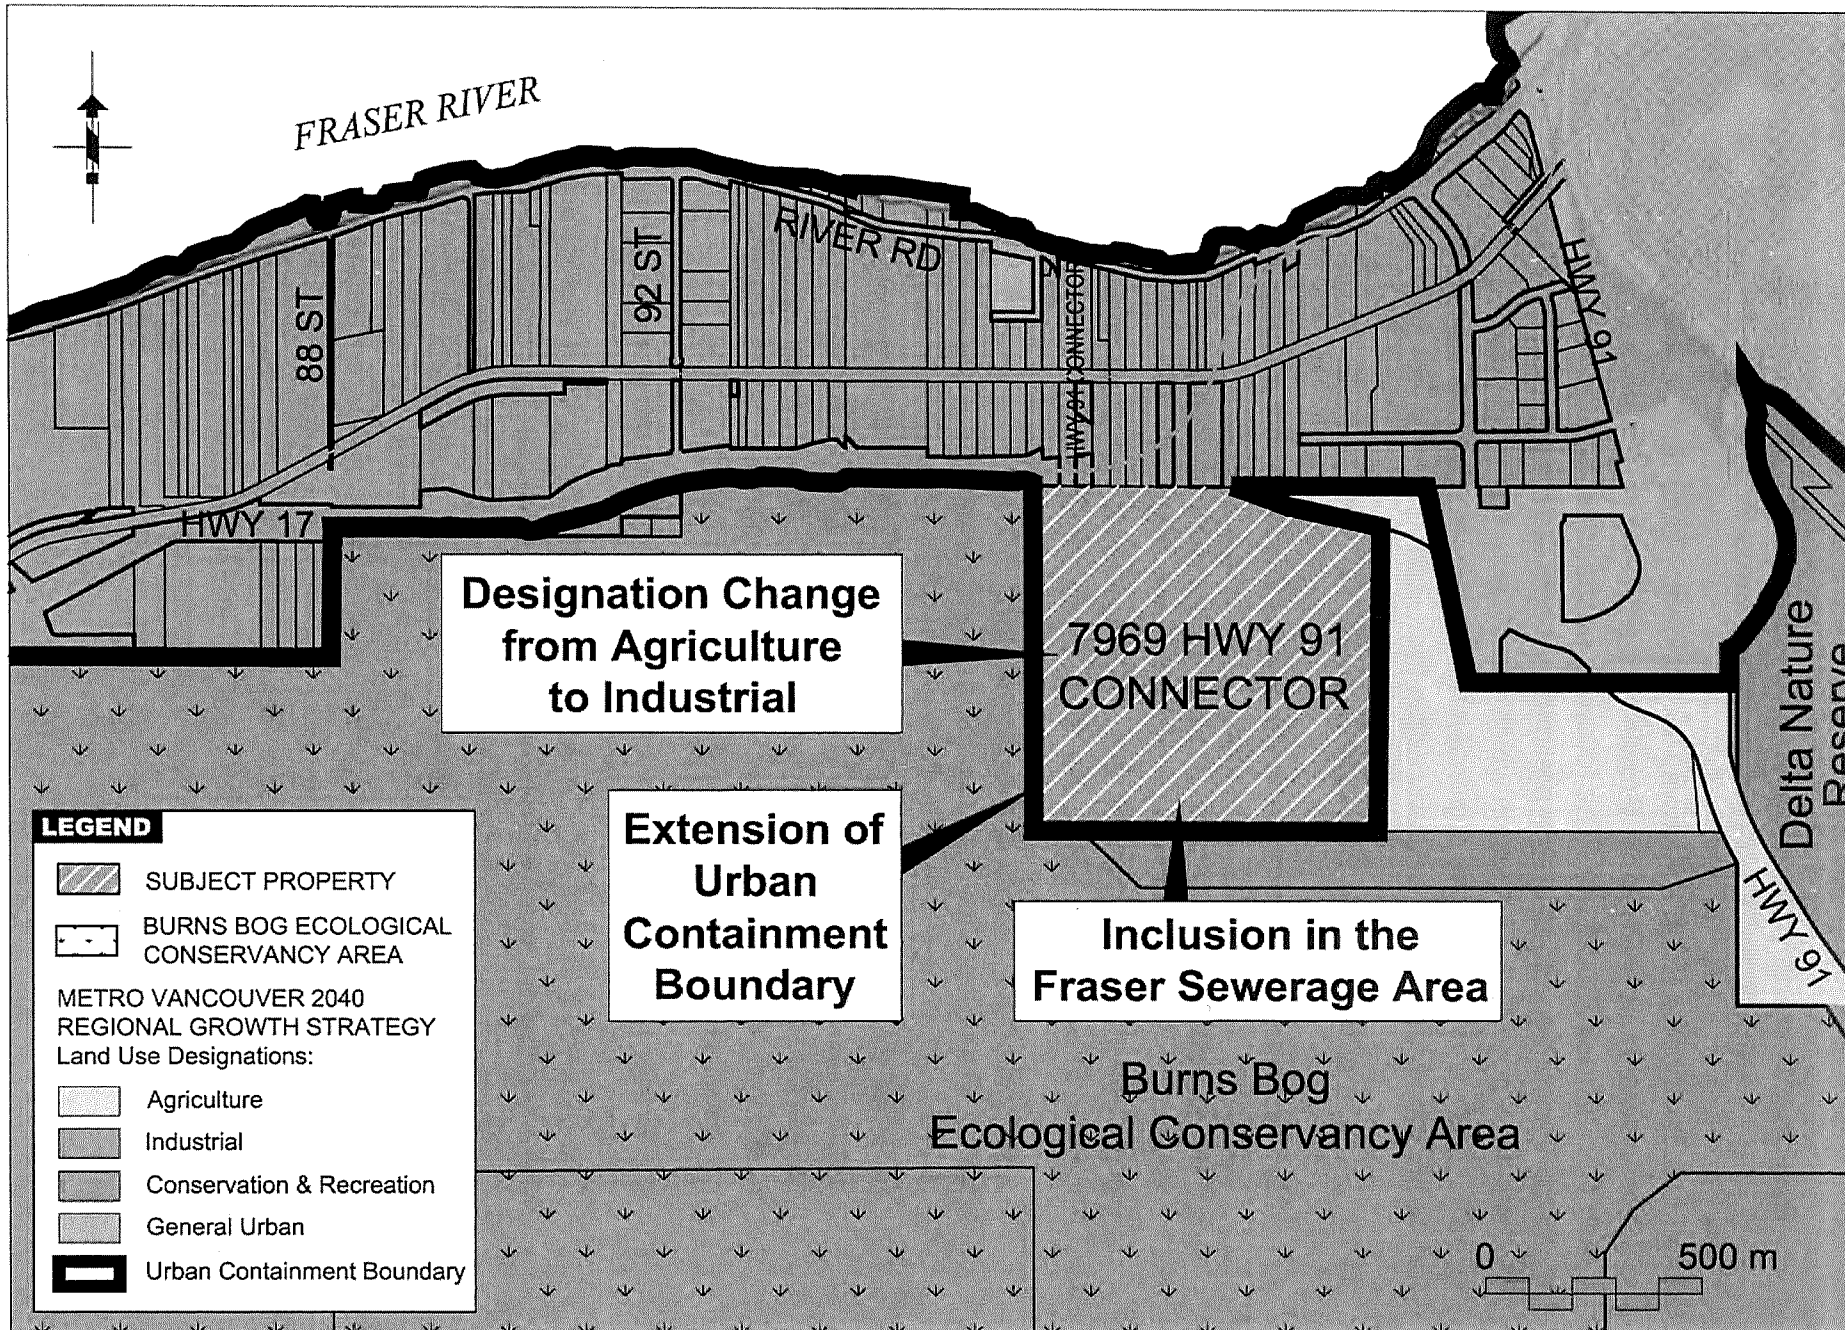 FRASER RIVER
RIVER RD
88 ST
92 ST
HWY 91 CONNECTOR
HWY 91
HWY 17
Designation Change
from Agriculture
to Industrial
7969 HWY 91
CONNECTOR
Delta Nature
Reserve
Extension of
Urban
Containment
Boundary
Inclusion in the
Fraser Sewerage Area
HWY 91
Burns Bog
Ecological Conservancy Area
LEGEND
SUBJECT PROPERTY
BURNS BOG ECOLOGICAL
CONSERVANCY AREA
METRO VANCOUVER 2040
REGIONAL GROWTH STRATEGY
Land Use Designations:
Agriculture
Industrial
Conservation & Recreation
General Urban
Urban Containment Boundary
0 500 m